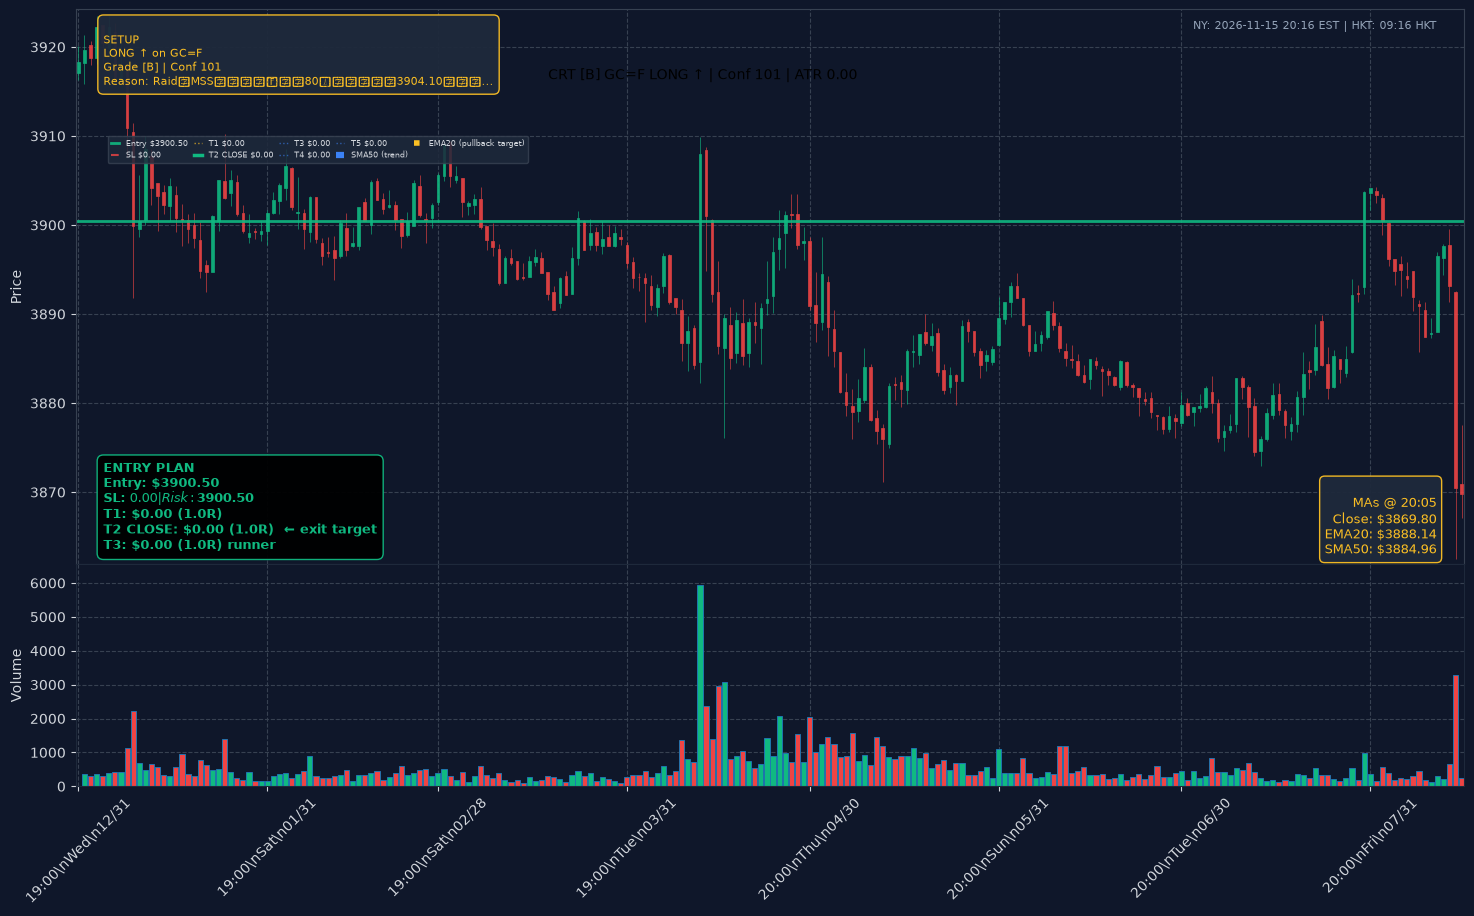 NY: 2026-11-15 20:16 EST | HKT: 09:16 HKT
SETUP
LONG ↑ on GC=F
Grade [B] | Conf 101
Reason: Raid MSS 80 3904.10 ...
CRT [B] GC=F LONG ↑ | Conf 101 | ATR 0.00
Entry $3900.50
SL $0.00
T1 $0.00
T2 CLOSE $0.00
T3 $0.00
T4 $0.00
T5 $0.00
SMA50 (trend)
EMA20 (pullback target)
Price
3920
3910
3900
3890
3880
3870
ENTRY PLAN
Entry: $3900.50
SL: 0.00|Risk:3900.50
T1: $0.00 (1.0R)
T2 CLOSE: $0.00 (1.0R) ← exit target
T3: $0.00 (1.0R) runner
MAs @ 20:05
Close: $3869.80
EMA20: $3888.14
SMA50: $3884.96
Volume
6000
5000
4000
3000
2000
1000
0
19:00\nWed\n12/31
19:00\nSat\n01/31
19:00\nSat\n02/28
19:00\nTue\n03/31
20:00\nThu\n04/30
20:00\nSun\n05/31
20:00\nTue\n06/30
20:00\nFri\n07/31